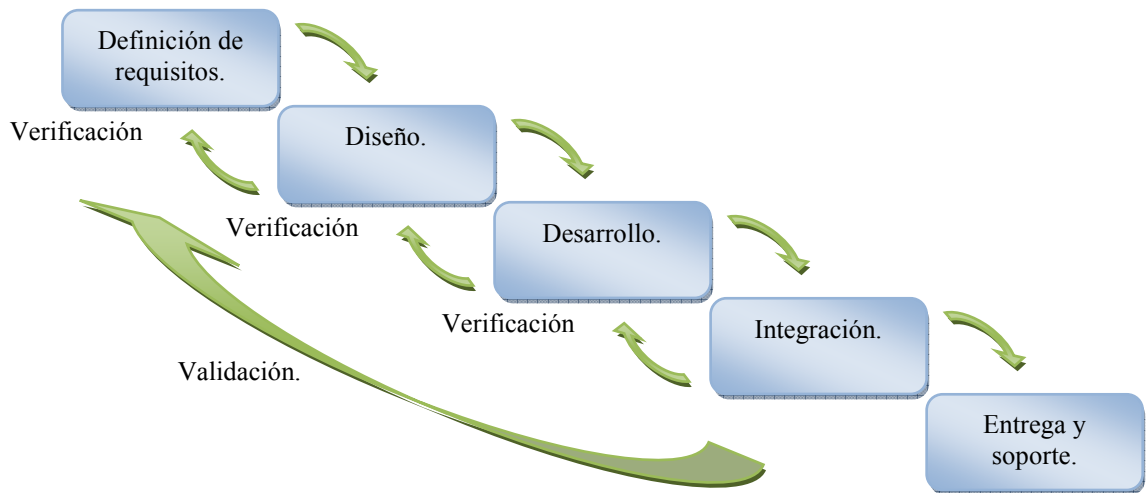 Definición de
requisitos.
Verificación
Diseño.
Verificación
Desarrollo.
Verificación
Integración.
Validación.
Entrega y
soporte.